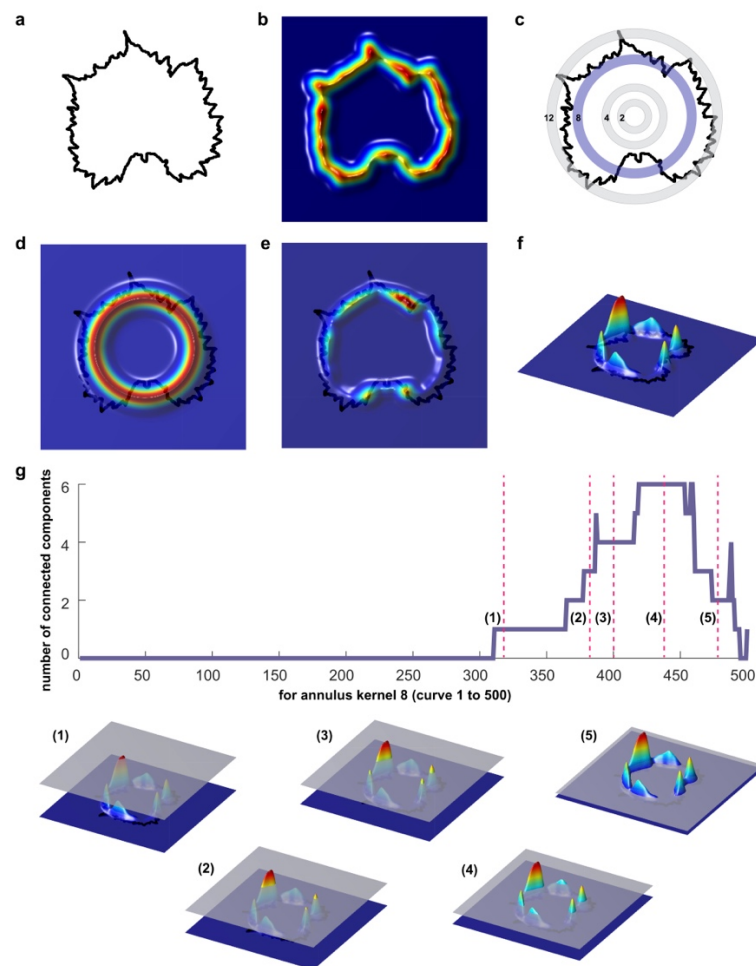 a
b
c
12 8 4 2
d
e
f
g
number of connected components
6
4
2
0
(1) (2) (3) (4) (5)
0 50 100 150 200 250 300 350 400 450 500
for annulus kernel 8 (curve 1 to 500)
(1)
(3)
(5)
(2)
(4)